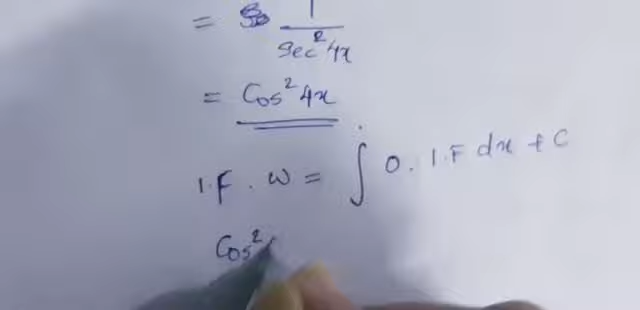 = 1 / Sec²4x
= Cos²4x
I.F. w = ∫ 0. I.F dx + C
Cos²